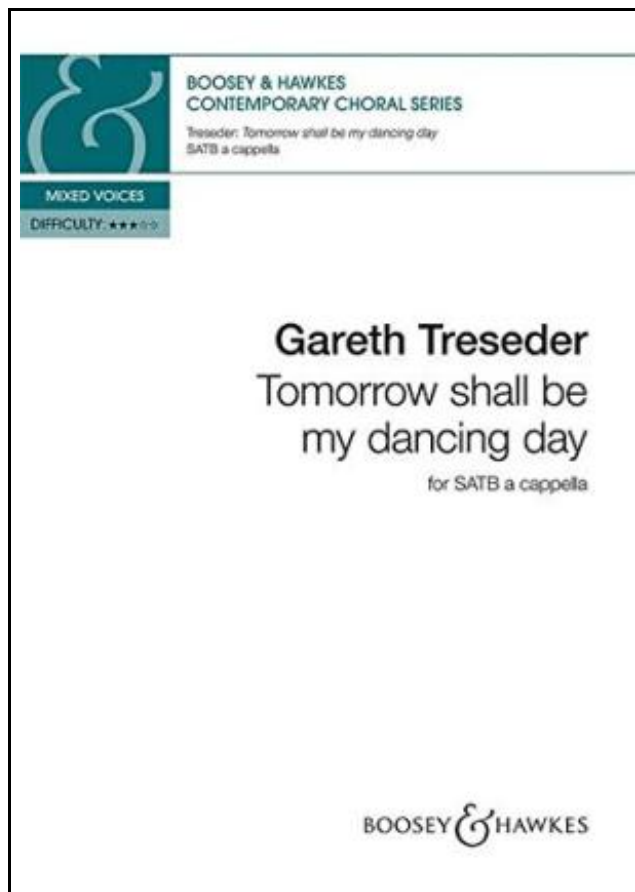 &
BOOSEY & HAWKES
CONTEMPORARY CHORAL SERIES
Treseder: Tomorrow shall be my dancing day
SATB a cappella
MIXED VOICES
DIFFICULTY: ★★★☆☆
Gareth Treseder
Tomorrow shall be
my dancing day
for SATB a cappella
BOOSEY & HAWKES